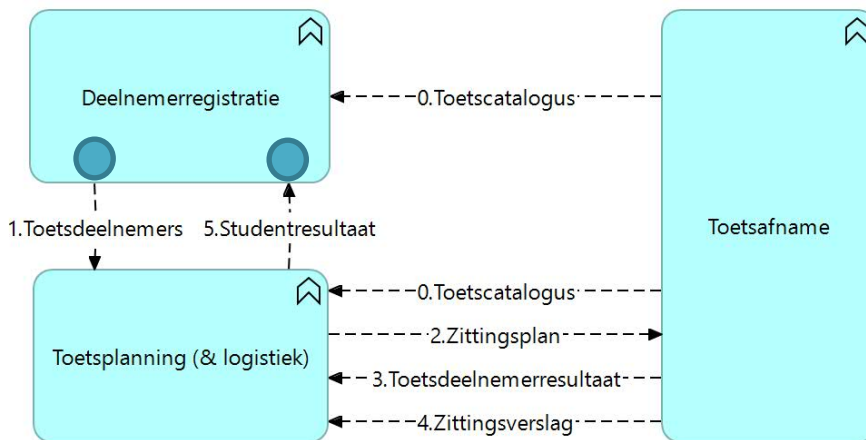 Deelnemerregistratie
0.Toetscatalogus
1.Toetsdeelnemers
5.Studentresultaat
Toetsafname
0.Toetscatalogus
2.Zittingsplan
Toetsplanning (& logistiek)
3.Toetsdeelnemerresultaat
4.Zittingsverslag